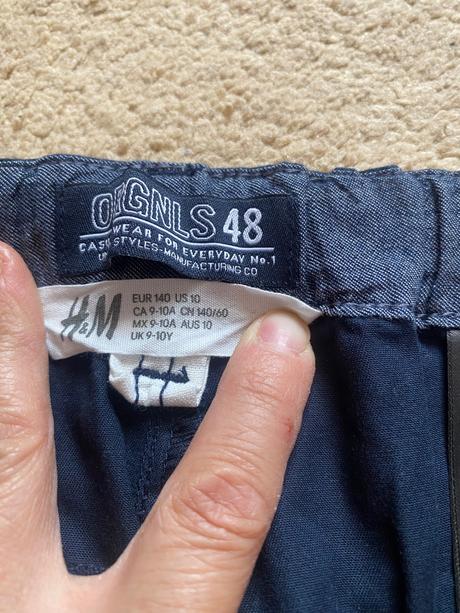 ORGNLS 48
WEAR FOR EVERYDAY No.1
STYLES-MANUFACTURING CO
H&M
EUR 140 US 10
CA 9-10A CN 140/60
MX 9-10A AUS 10
UK 9-10Y